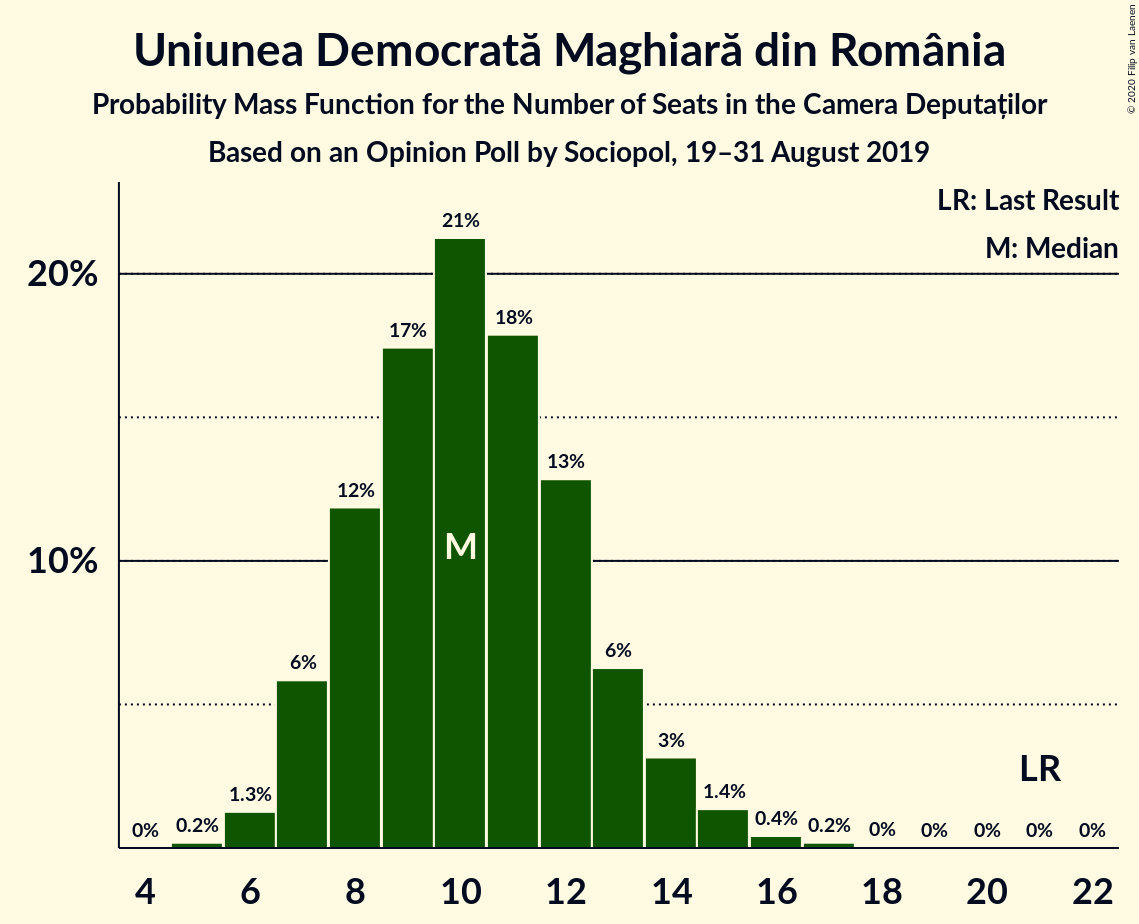 Uniunea Democrată Maghiară din România
Probability Mass Function for the Number of Seats in the Camera Deputaților
Based on an Opinion Poll by Sociopol, 19–31 August 2019
© 2020 Filip van Laenen
LR: Last Result
M: Median
20%
10%
0%
0.2%
1.3%
6%
12%
17%
21%
18%
13%
6%
3%
1.4%
0.4%
0.2%
0%
0%
0%
0%
0%
M
LR
4 6 8 10 12 14 16 18 20 22